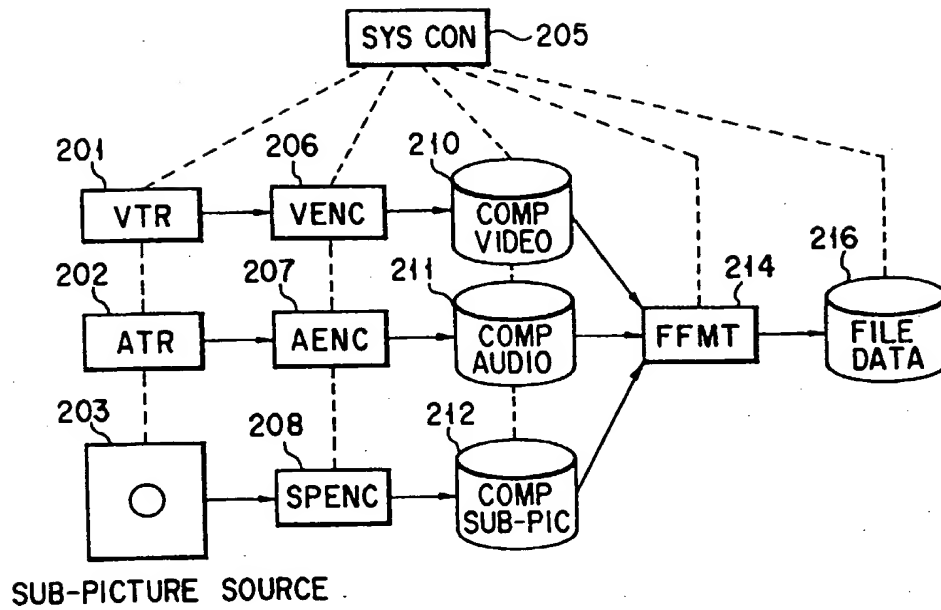 SYS CON
205
201
206
210
VTR
VENC
COMP
VIDEO
202
207
211
214
216
ATR
AENC
COMP
AUDIO
FFMT
FILE
DATA
203
208
212
SPENC
COMP
SUB-PIC
SUB-PICTURE SOURCE